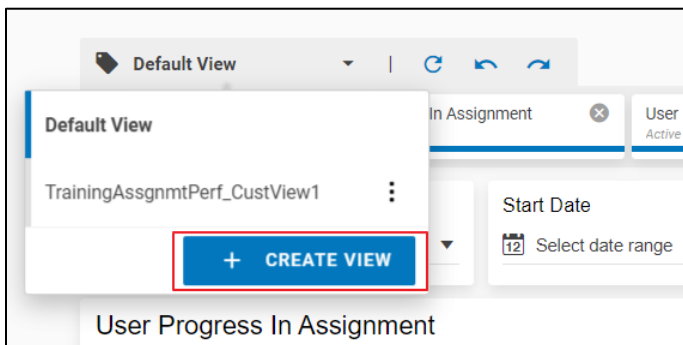 Default View
Default View
In Assignment
User
Active
TrainingAssgnmtPerf_CustView1
Start Date
12 Select date range
+ CREATE VIEW
User Progress In Assignment